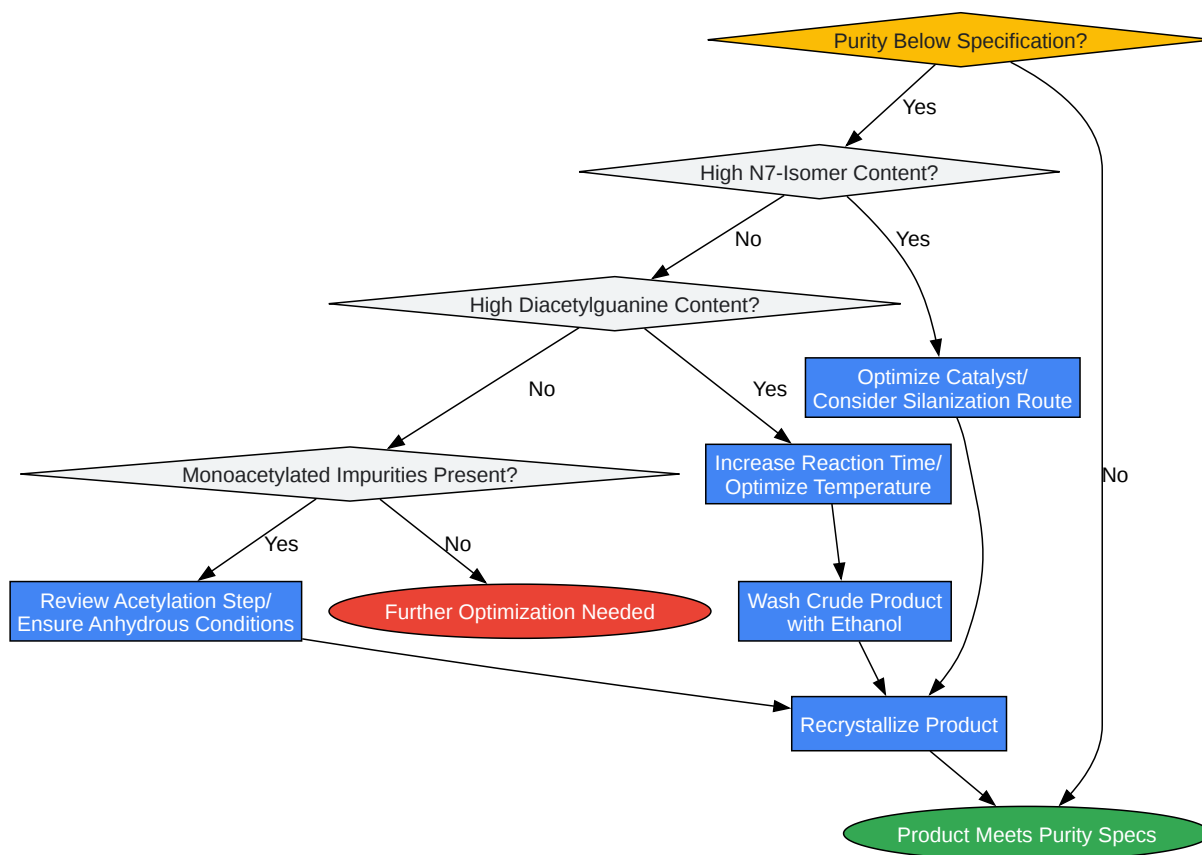 Purity Below Specification?
Yes
High N7-Isomer Content?
No
Yes
High Diacetylguanine Content?
Optimize Catalyst/
Consider Silanization Route
No
Yes
Monoacetylated Impurities Present?
Increase Reaction Time/
Optimize Temperature
No
Yes
No
Review Acetylation Step/
Ensure Anhydrous Conditions
Further Optimization Needed
Wash Crude Product
with Ethanol
Recrystallize Product
Product Meets Purity Specs